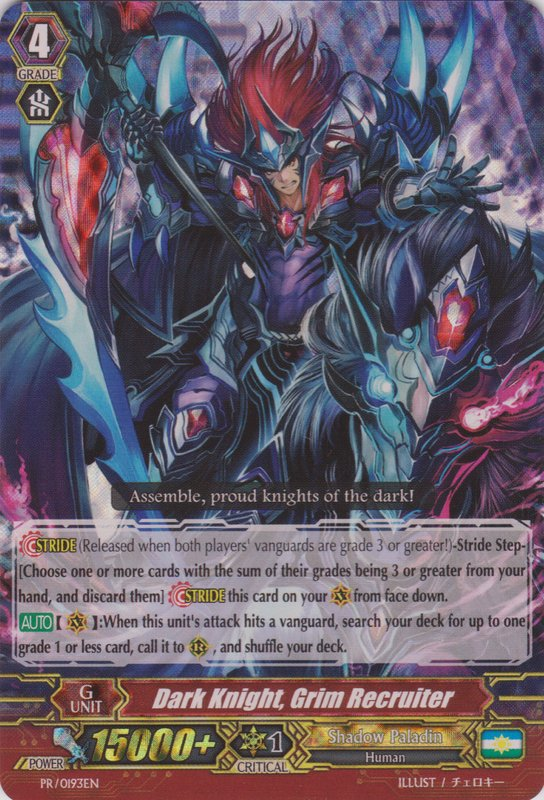 4
GRADE
Assemble, proud knights of the dark!
STRIDE (Released when both players' vanguards are grade 3 or greater!)-Stride Step-
[Choose one or more cards with the sum of their grades being 3 or greater from your
hand, and discard them] STRIDE this card on your V from face down.
AUTO【 V 】:When this unit's attack hits a vanguard, search your deck for up to one
grade 1 or less card, call it to R , and shuffle your deck.
G UNIT
Dark Knight, Grim Recruiter
POWER 15000+ 1 CRITICAL
Shadow Paladin
Human
PR/0193EN
ILLUST / チェロキー